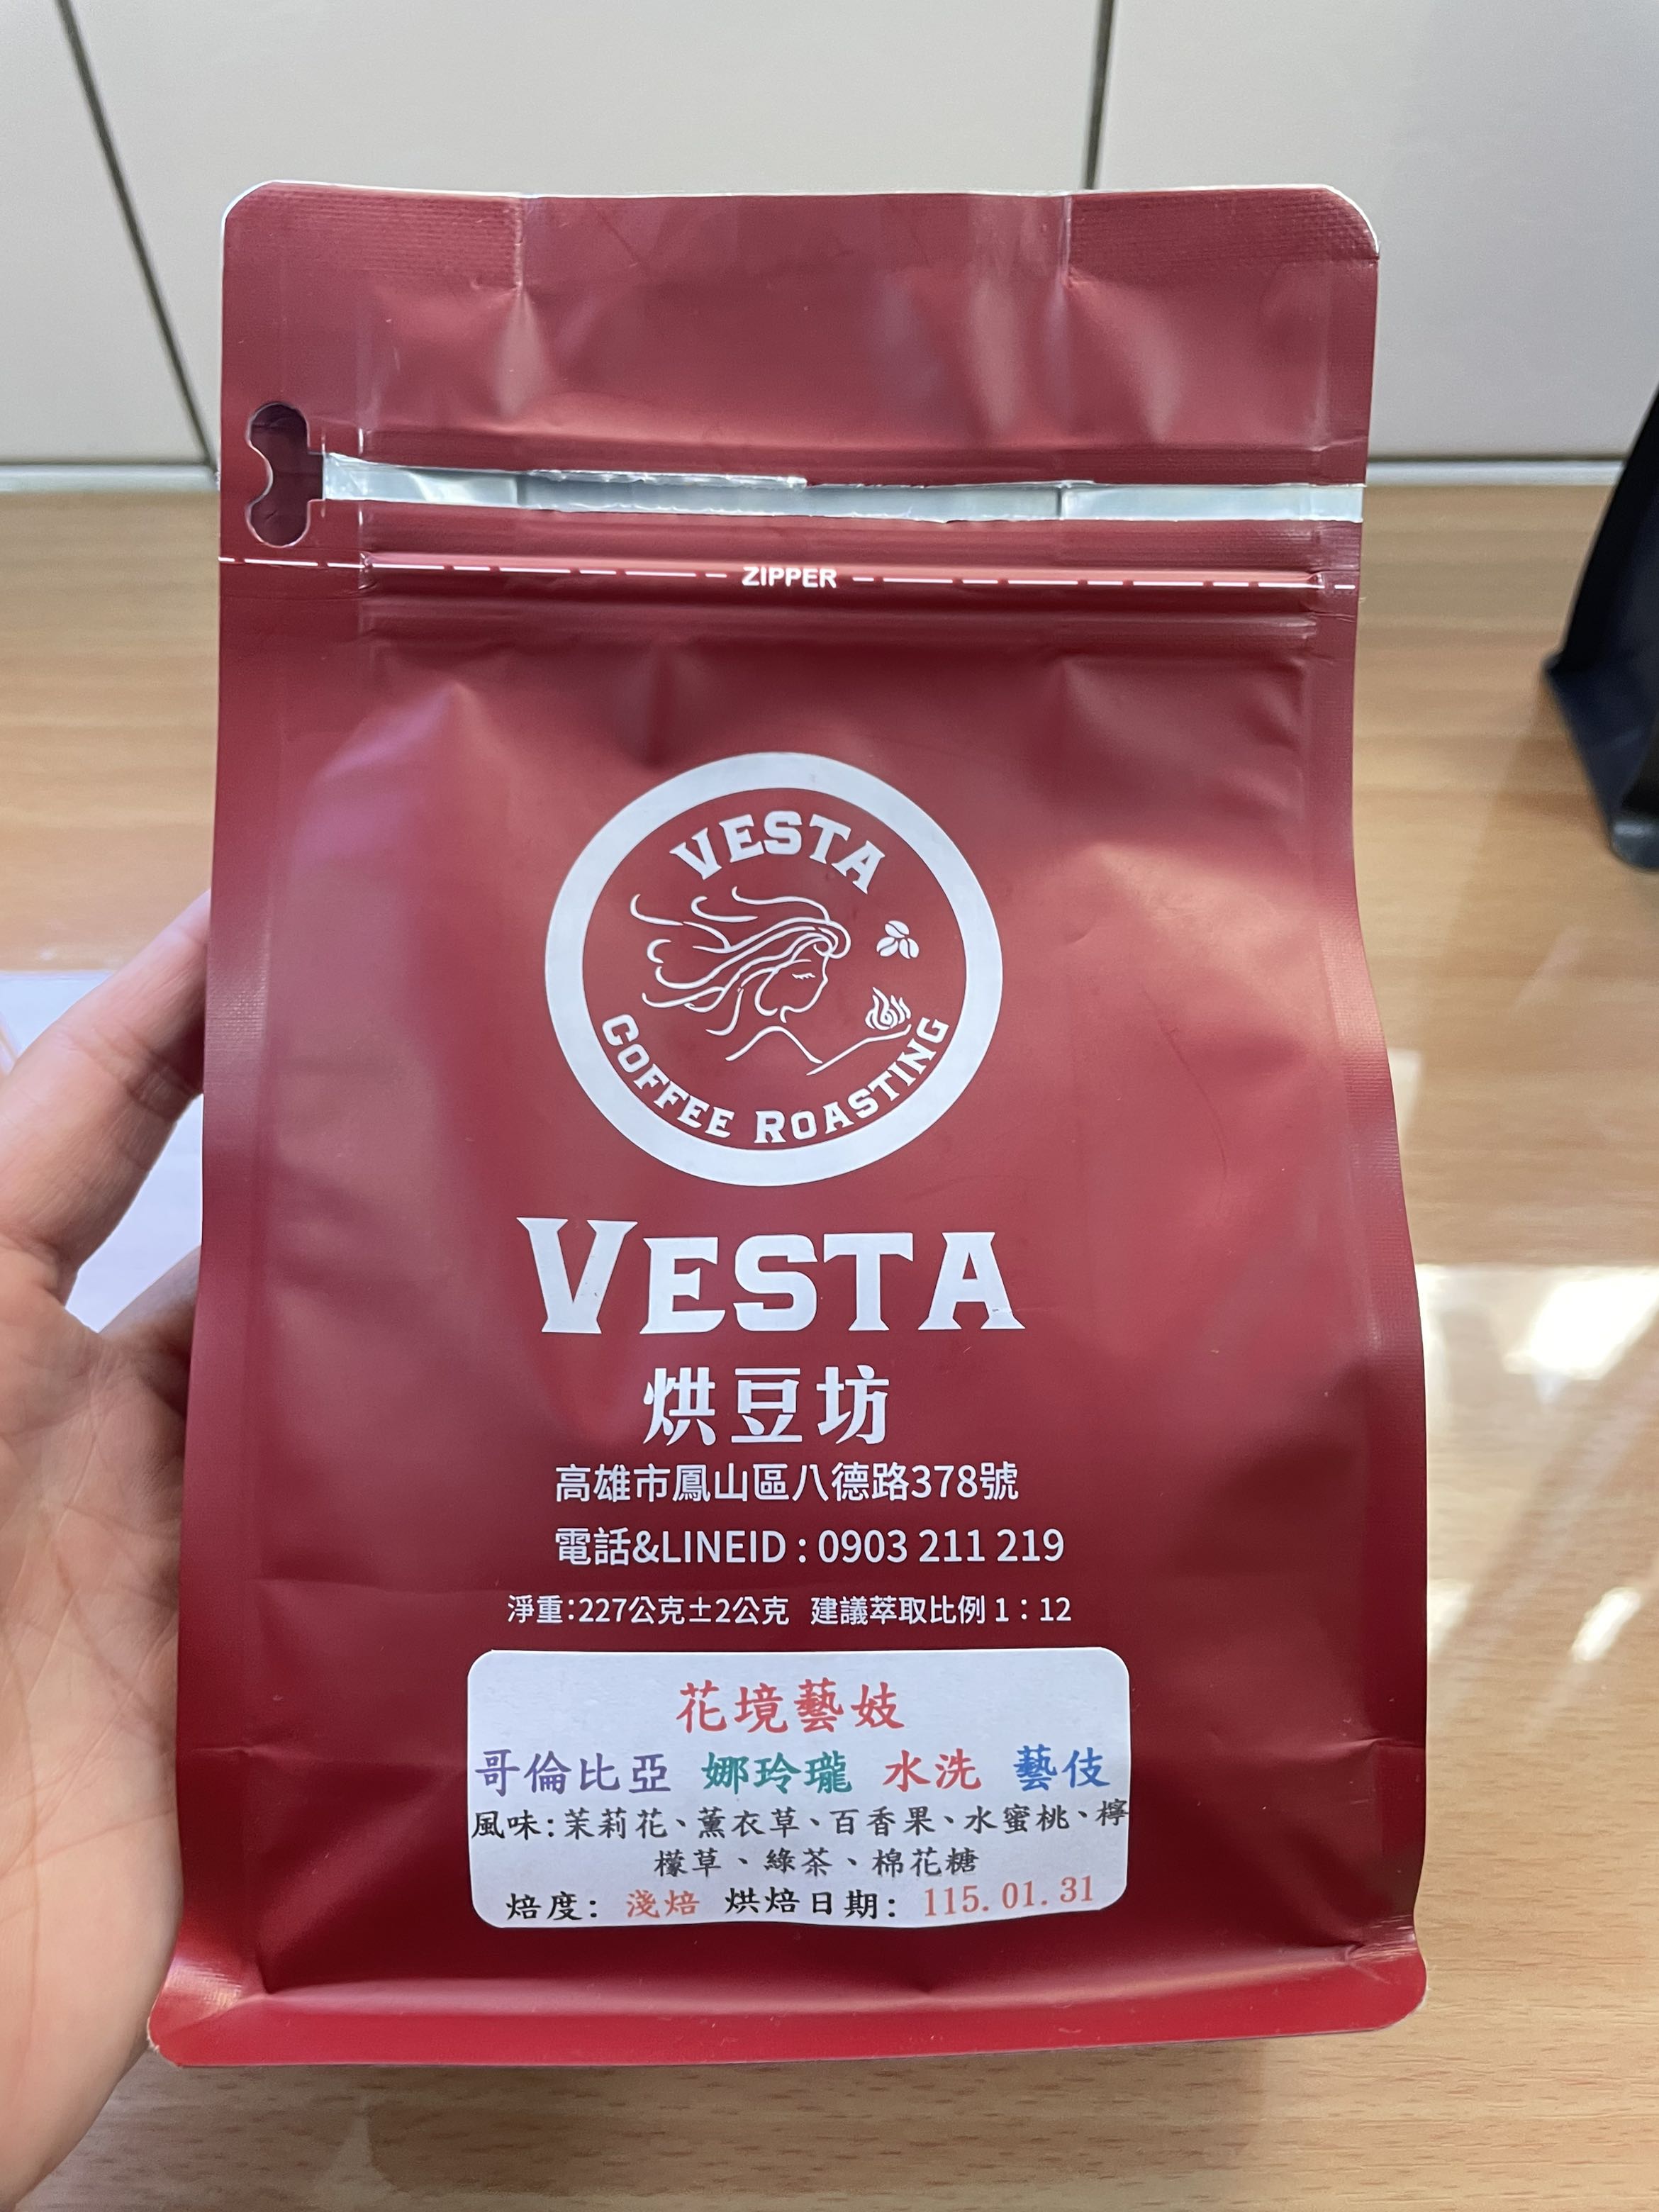 ZIPPER
VESTA
COFFEE ROASTING
VESTA
烘豆坊
高雄市鳳山區八德路378號
電話&LINEID : 0903 211 219
淨重:227公克±2公克 建議萃取比例 1：12
花境藝妓
哥倫比亞 娜玲瓏 水洗 藝伎
風味:茉莉花、薰衣草、百香果、水蜜桃、檸
檬草、綠茶、棉花糖
焙度: 淺焙 烘焙日期: 115.01.31